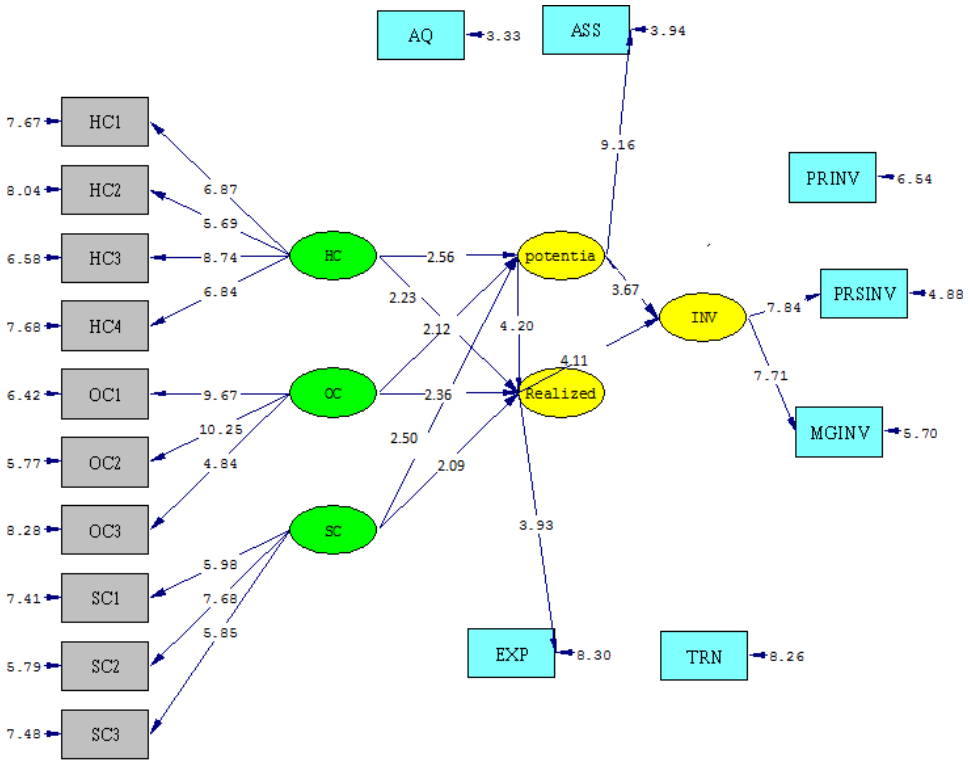 AQ
3.33
ASS
3.94
7.67
HC1
9.16
8.04
HC2
6.87
PRINV
6.54
5.69
6.58
HC3
8.74
HC
2.56
potentia
6.84
2.23
3.67
PRSINV
4.88
7.84
7.68
HC4
2.12
4.20
INV
4.11
7.71
6.42
OC1
9.67
OC
2.36
Realized
10.25
2.50
MGINV
5.70
5.77
OC2
4.84
2.09
8.28
OC3
SC
3.93
5.98
7.41
SC1
7.68
5.85
5.79
SC2
EXP
8.30
TRN
8.26
7.48
SC3